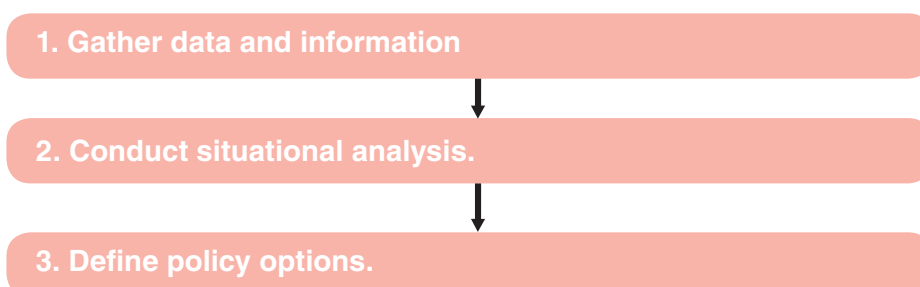 1. Gather data and information
2. Conduct situational analysis.
3. Define policy options.